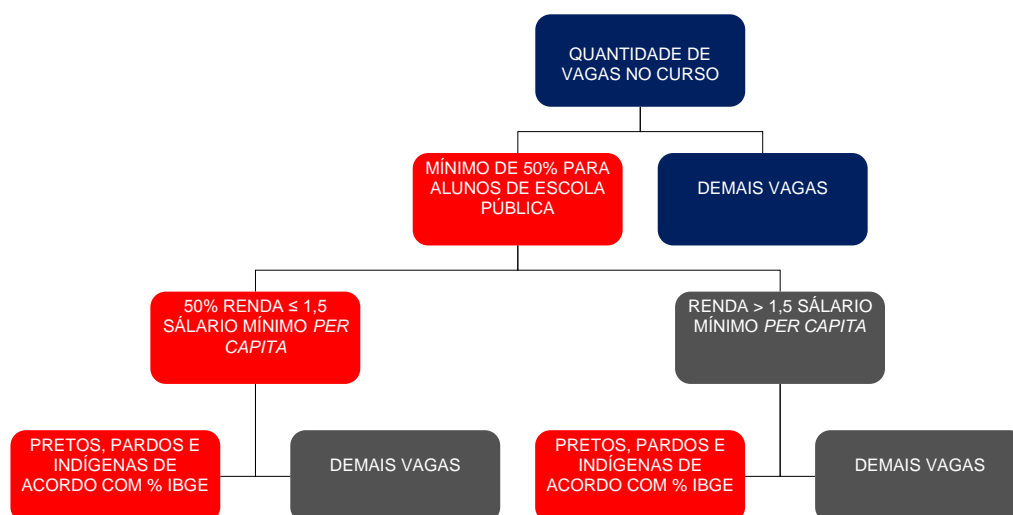 QUANTIDADE DE
VAGAS NO CURSO
MÍNIMO DE 50% PARA
ALUNOS DE ESCOLA
PÚBLICA
DEMAIS VAGAS
50% RENDA ≤ 1,5
SÁLARIO MÍNIMO PER
CAPITA
RENDA > 1,5 SÁLÁRIO
MÍNIMO PER CAPITA
PRETOS, PARDOS E
INDÍGENAS DE
ACORDO COM % IBGE
DEMAIS VAGAS
PRETOS, PARDOS E
INDÍGENAS DE
ACORDO COM % IBGE
DEMAIS VAGAS